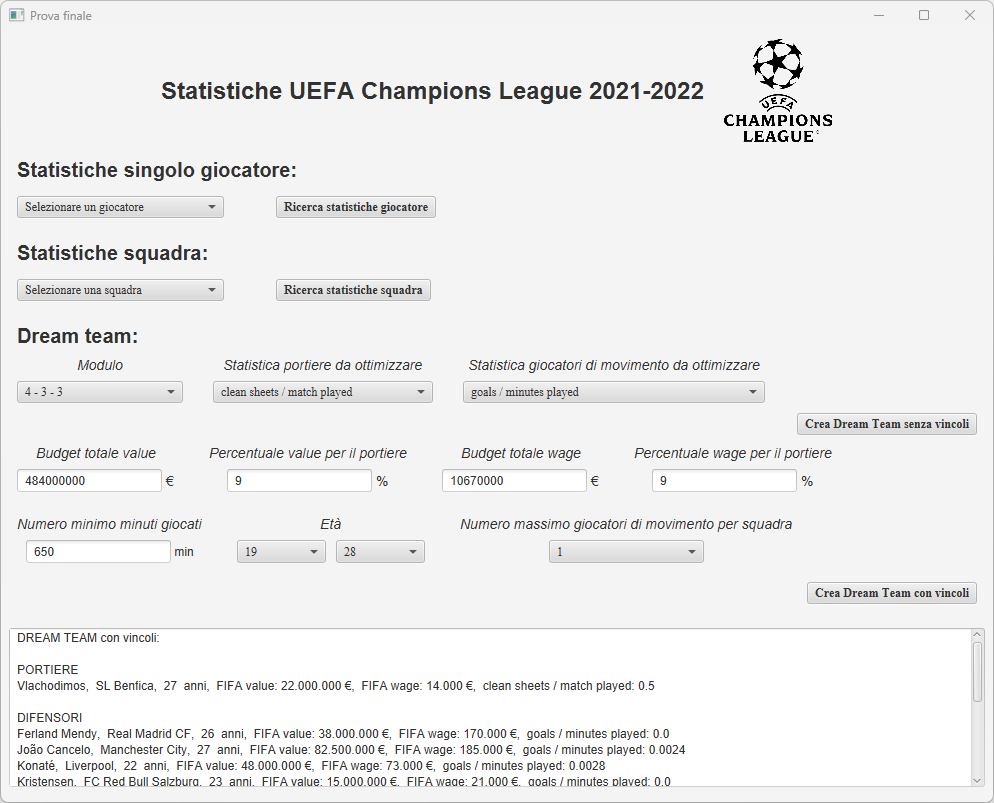 Prova finale
Statistiche UEFA Champions League 2021-2022
UEFA
CHAMPIONS
LEAGUE
Statistiche singolo giocatore:
Selezionare un giocatore
Ricerca statistiche giocatore
Statistiche squadra:
Selezionare una squadra
Ricerca statistiche squadra
Dream team:
Modulo
Statistica portiere da ottimizzare
Statistica giocatori di movimento da ottimizzare
4 - 3 - 3
clean sheets / match played
goals / minutes played
Crea Dream Team senza vincoli
Budget totale value
Percentuale value per il portiere
Budget totale wage
Percentuale wage per il portiere
484000000 €
9 %
10670000 €
9 %
Numero minimo minuti giocati
Età
Numero massimo giocatori di movimento per squadra
650 min
19
28
1
Crea Dream Team con vincoli
DREAM TEAM con vincoli:
PORTIERE
Vlachodimos, SL Benfica, 27 anni, FIFA value: 22.000.000 €, FIFA wage: 14.000 €, clean sheets / match played: 0.5
DIFENSORI
Ferland Mendy, Real Madrid CF, 26 anni, FIFA value: 38.000.000 €, FIFA wage: 170.000 €, goals / minutes played: 0.0
João Cancelo, Manchester City, 27 anni, FIFA value: 82.500.000 €, FIFA wage: 185.000 €, goals / minutes played: 0.0024
Konaté, Liverpool, 22 anni, FIFA value: 48.000.000 €, FIFA wage: 73.000 €, goals / minutes played: 0.0028
Kristensen, FC Red Bull Salzburg, 23 anni, FIFA value: 15.000.000 €, FIFA wage: 21.000 €, goals / minutes played: 0.0